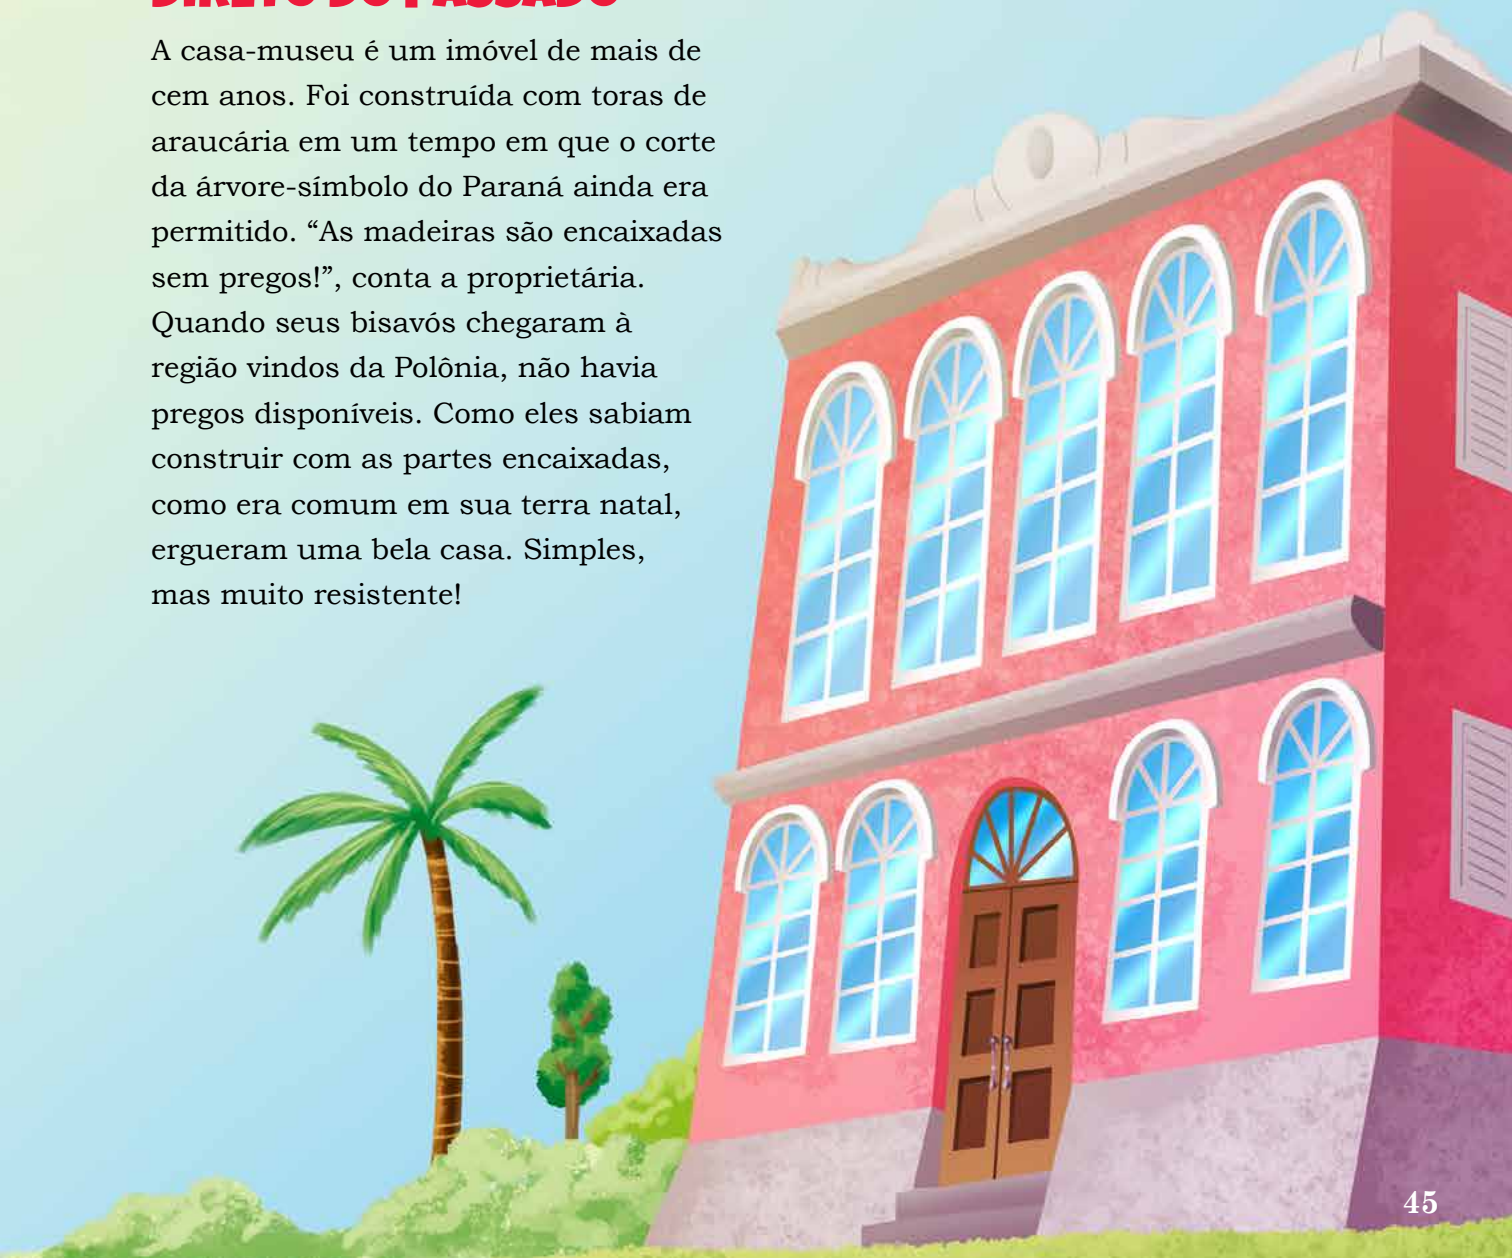 DIRETO DO PASSADO
A casa-museu é um imóvel de mais de
cem anos. Foi construída com toras de
araucária em um tempo em que o corte
da árvore-símbolo do Paraná ainda era
permitido. “As madeiras são encaixadas
sem pregos!”, conta a proprietária.
Quando seus bisavós chegaram à
região vindos da Polônia, não havia
pregos disponíveis. Como eles sabiam
construir com as partes encaixadas,
como era comum em sua terra natal,
ergueram uma bela casa. Simples,
mas muito resistente!
45